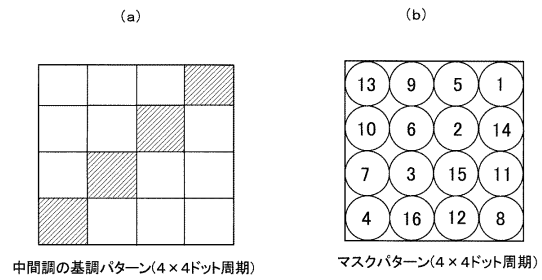 (a)
(b)
13 9 5 1
10 6 2 14
7 3 15 11
4 16 12 8
中間調の基調パターン(4×4ドット周期)
マスクパターン(4×4ドット周期)